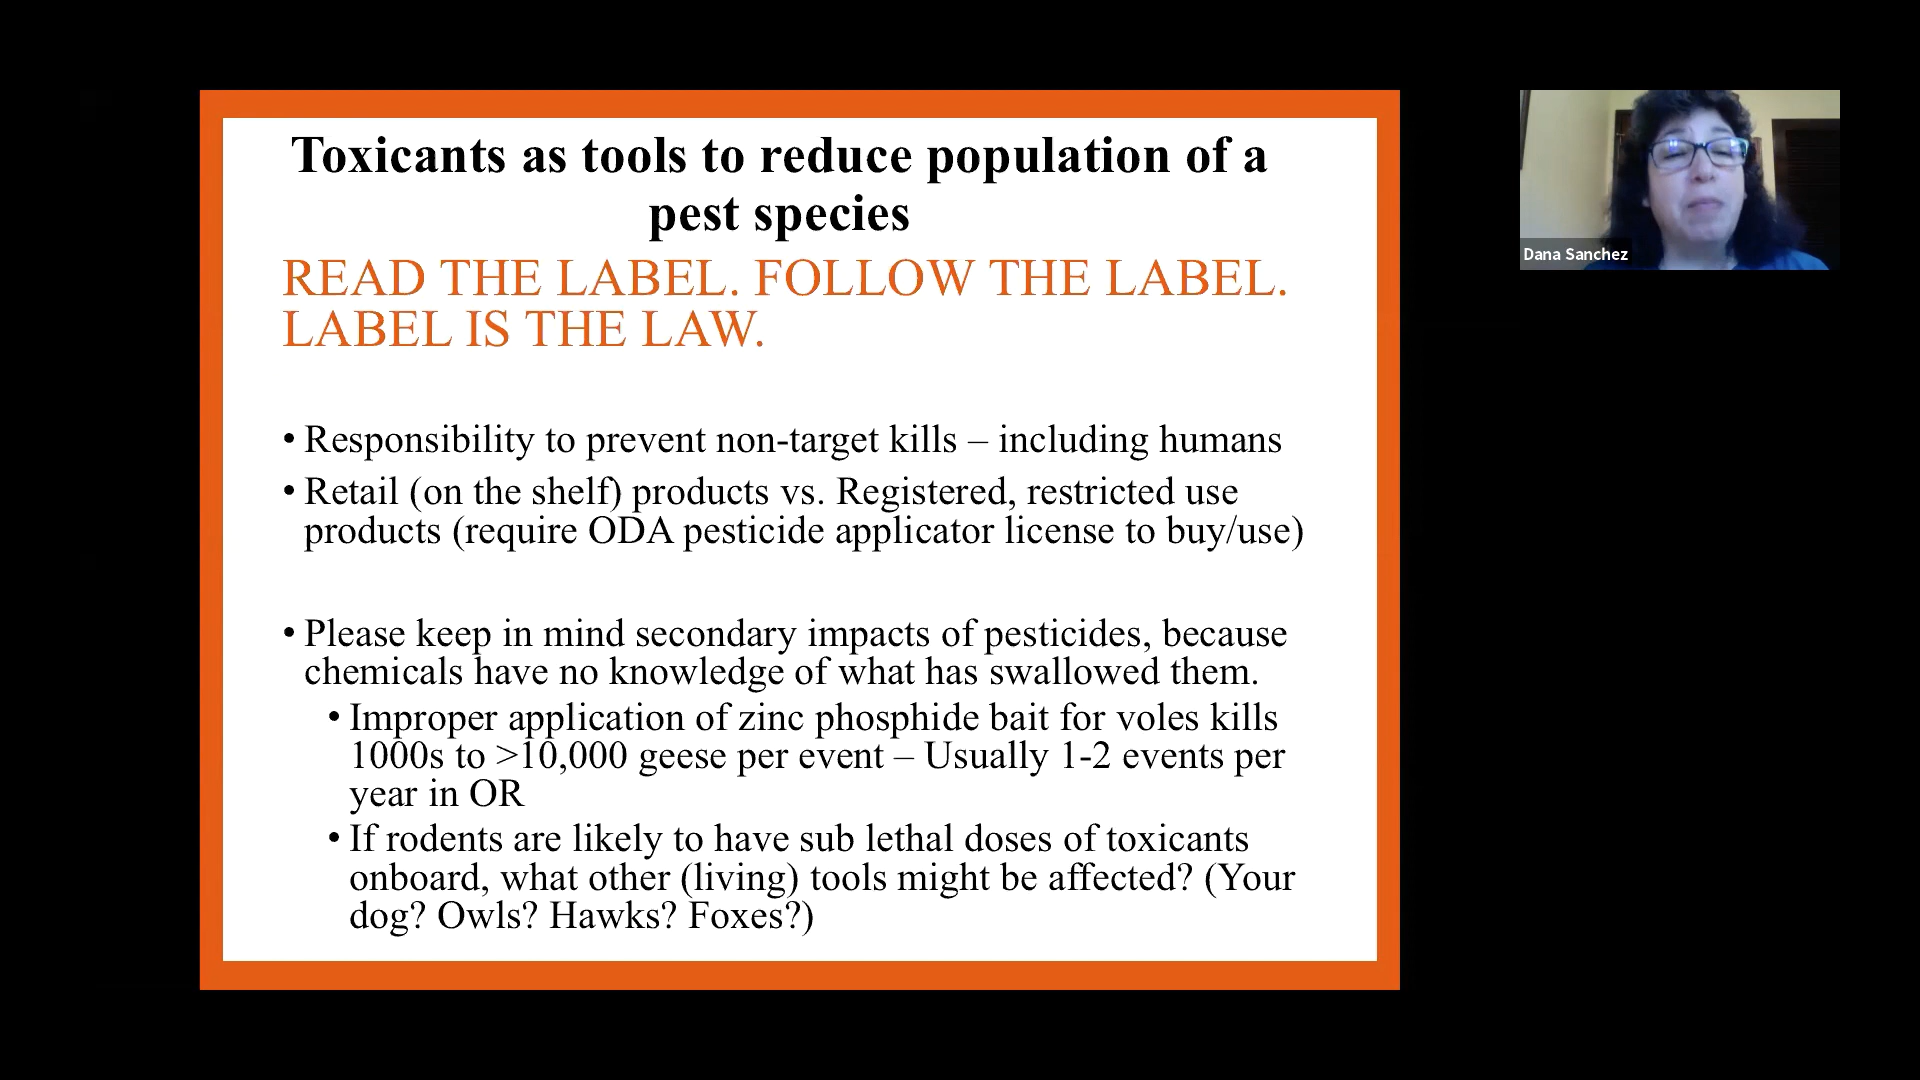 Toxicants as tools to reduce population of a
pest species
READ THE LABEL. FOLLOW THE LABEL.
LABEL IS THE LAW.
• Responsibility to prevent non-target kills – including humans
• Retail (on the shelf) products vs. Registered, restricted use
products (require ODA pesticide applicator license to buy/use)
• Please keep in mind secondary impacts of pesticides, because
chemicals have no knowledge of what has swallowed them.
• Improper application of zinc phosphide bait for voles kills
1000s to >10,000 geese per event – Usually 1-2 events per
year in OR
• If rodents are likely to have sub lethal doses of toxicants
onboard, what other (living) tools might be affected? (Your
dog? Owls? Hawks? Foxes?)
Dana Sanchez